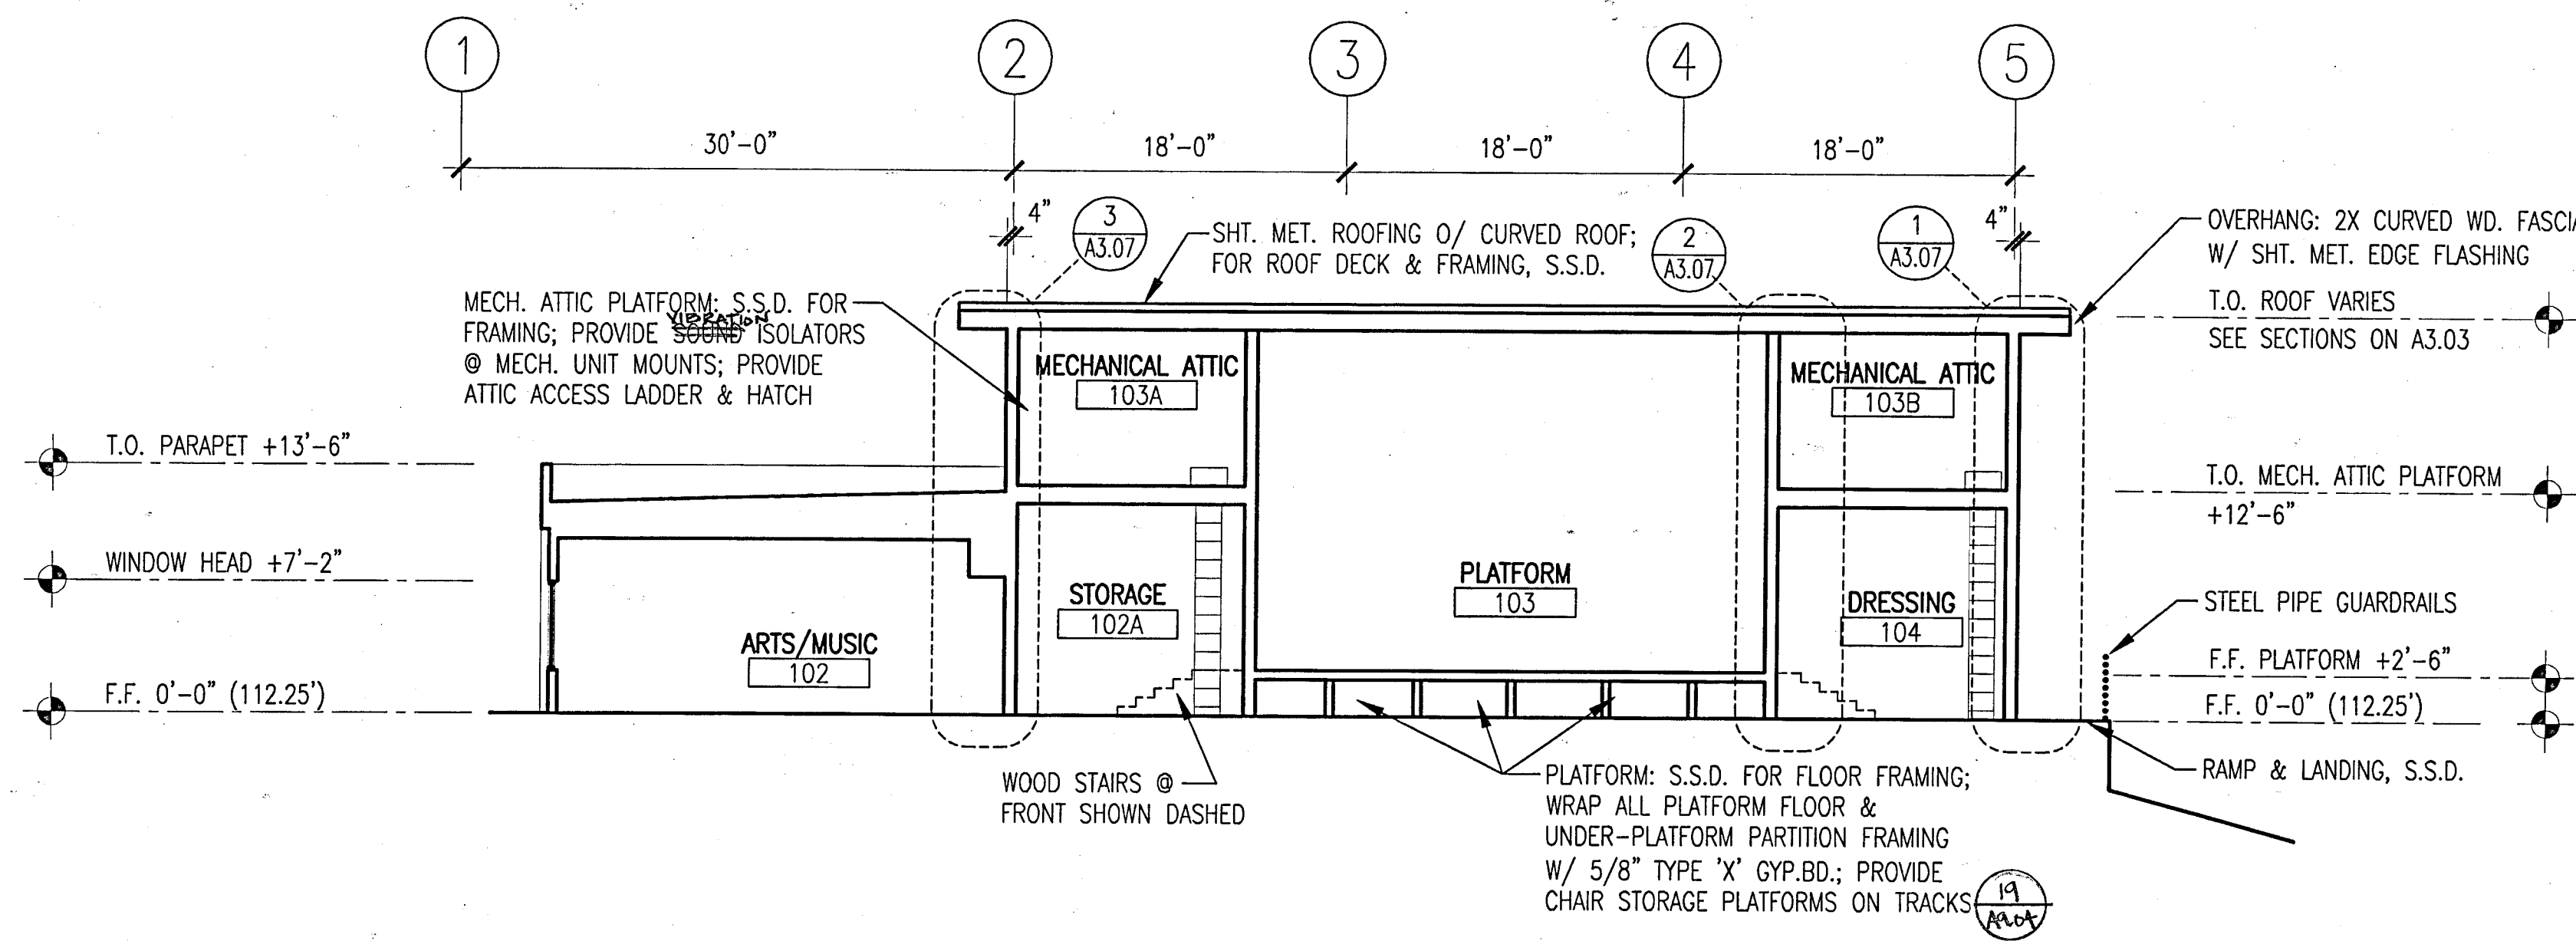 1
2
3
4
5
30'-0"
18'-0"
18'-0"
18'-0"
4"
3
A3.07
SHT. MET. ROOFING O/ CURVED ROOF;
FOR ROOF DECK & FRAMING, S.S.D.
2
A3.07
1
A3.07
4"
OVERHANG: 2X CURVED WD. FASCIA
W/ SHT. MET. EDGE FLASHING
T.O. ROOF VARIES
SEE SECTIONS ON A3.03
MECH. ATTIC PLATFORM: S.S.D. FOR
VIBRATION
FRAMING; PROVIDE SOUND ISOLATORS
@ MECH. UNIT MOUNTS; PROVIDE
ATTIC ACCESS LADDER & HATCH
MECHANICAL ATTIC
103A
MECHANICAL ATTIC
103B
T.O. PARAPET +13'-6"
T.O. MECH. ATTIC PLATFORM
+12'-6"
WINDOW HEAD +7'-2"
STORAGE
102A
PLATFORM
103
DRESSING
104
STEEL PIPE GUARDRAILS
ARTS/MUSIC
102
F.F. PLATFORM +2'-6"
F.F. 0'-0" (112.25')
F.F. 0'-0" (112.25')
WOOD STAIRS @
FRONT SHOWN DASHED
PLATFORM: S.S.D. FOR FLOOR FRAMING;
WRAP ALL PLATFORM FLOOR &
UNDER-PLATFORM PARTITION FRAMING
W/ 5/8" TYPE 'X' GYP.BD.; PROVIDE
CHAIR STORAGE PLATFORMS ON TRACKS
19
A9.04
RAMP & LANDING, S.S.D.